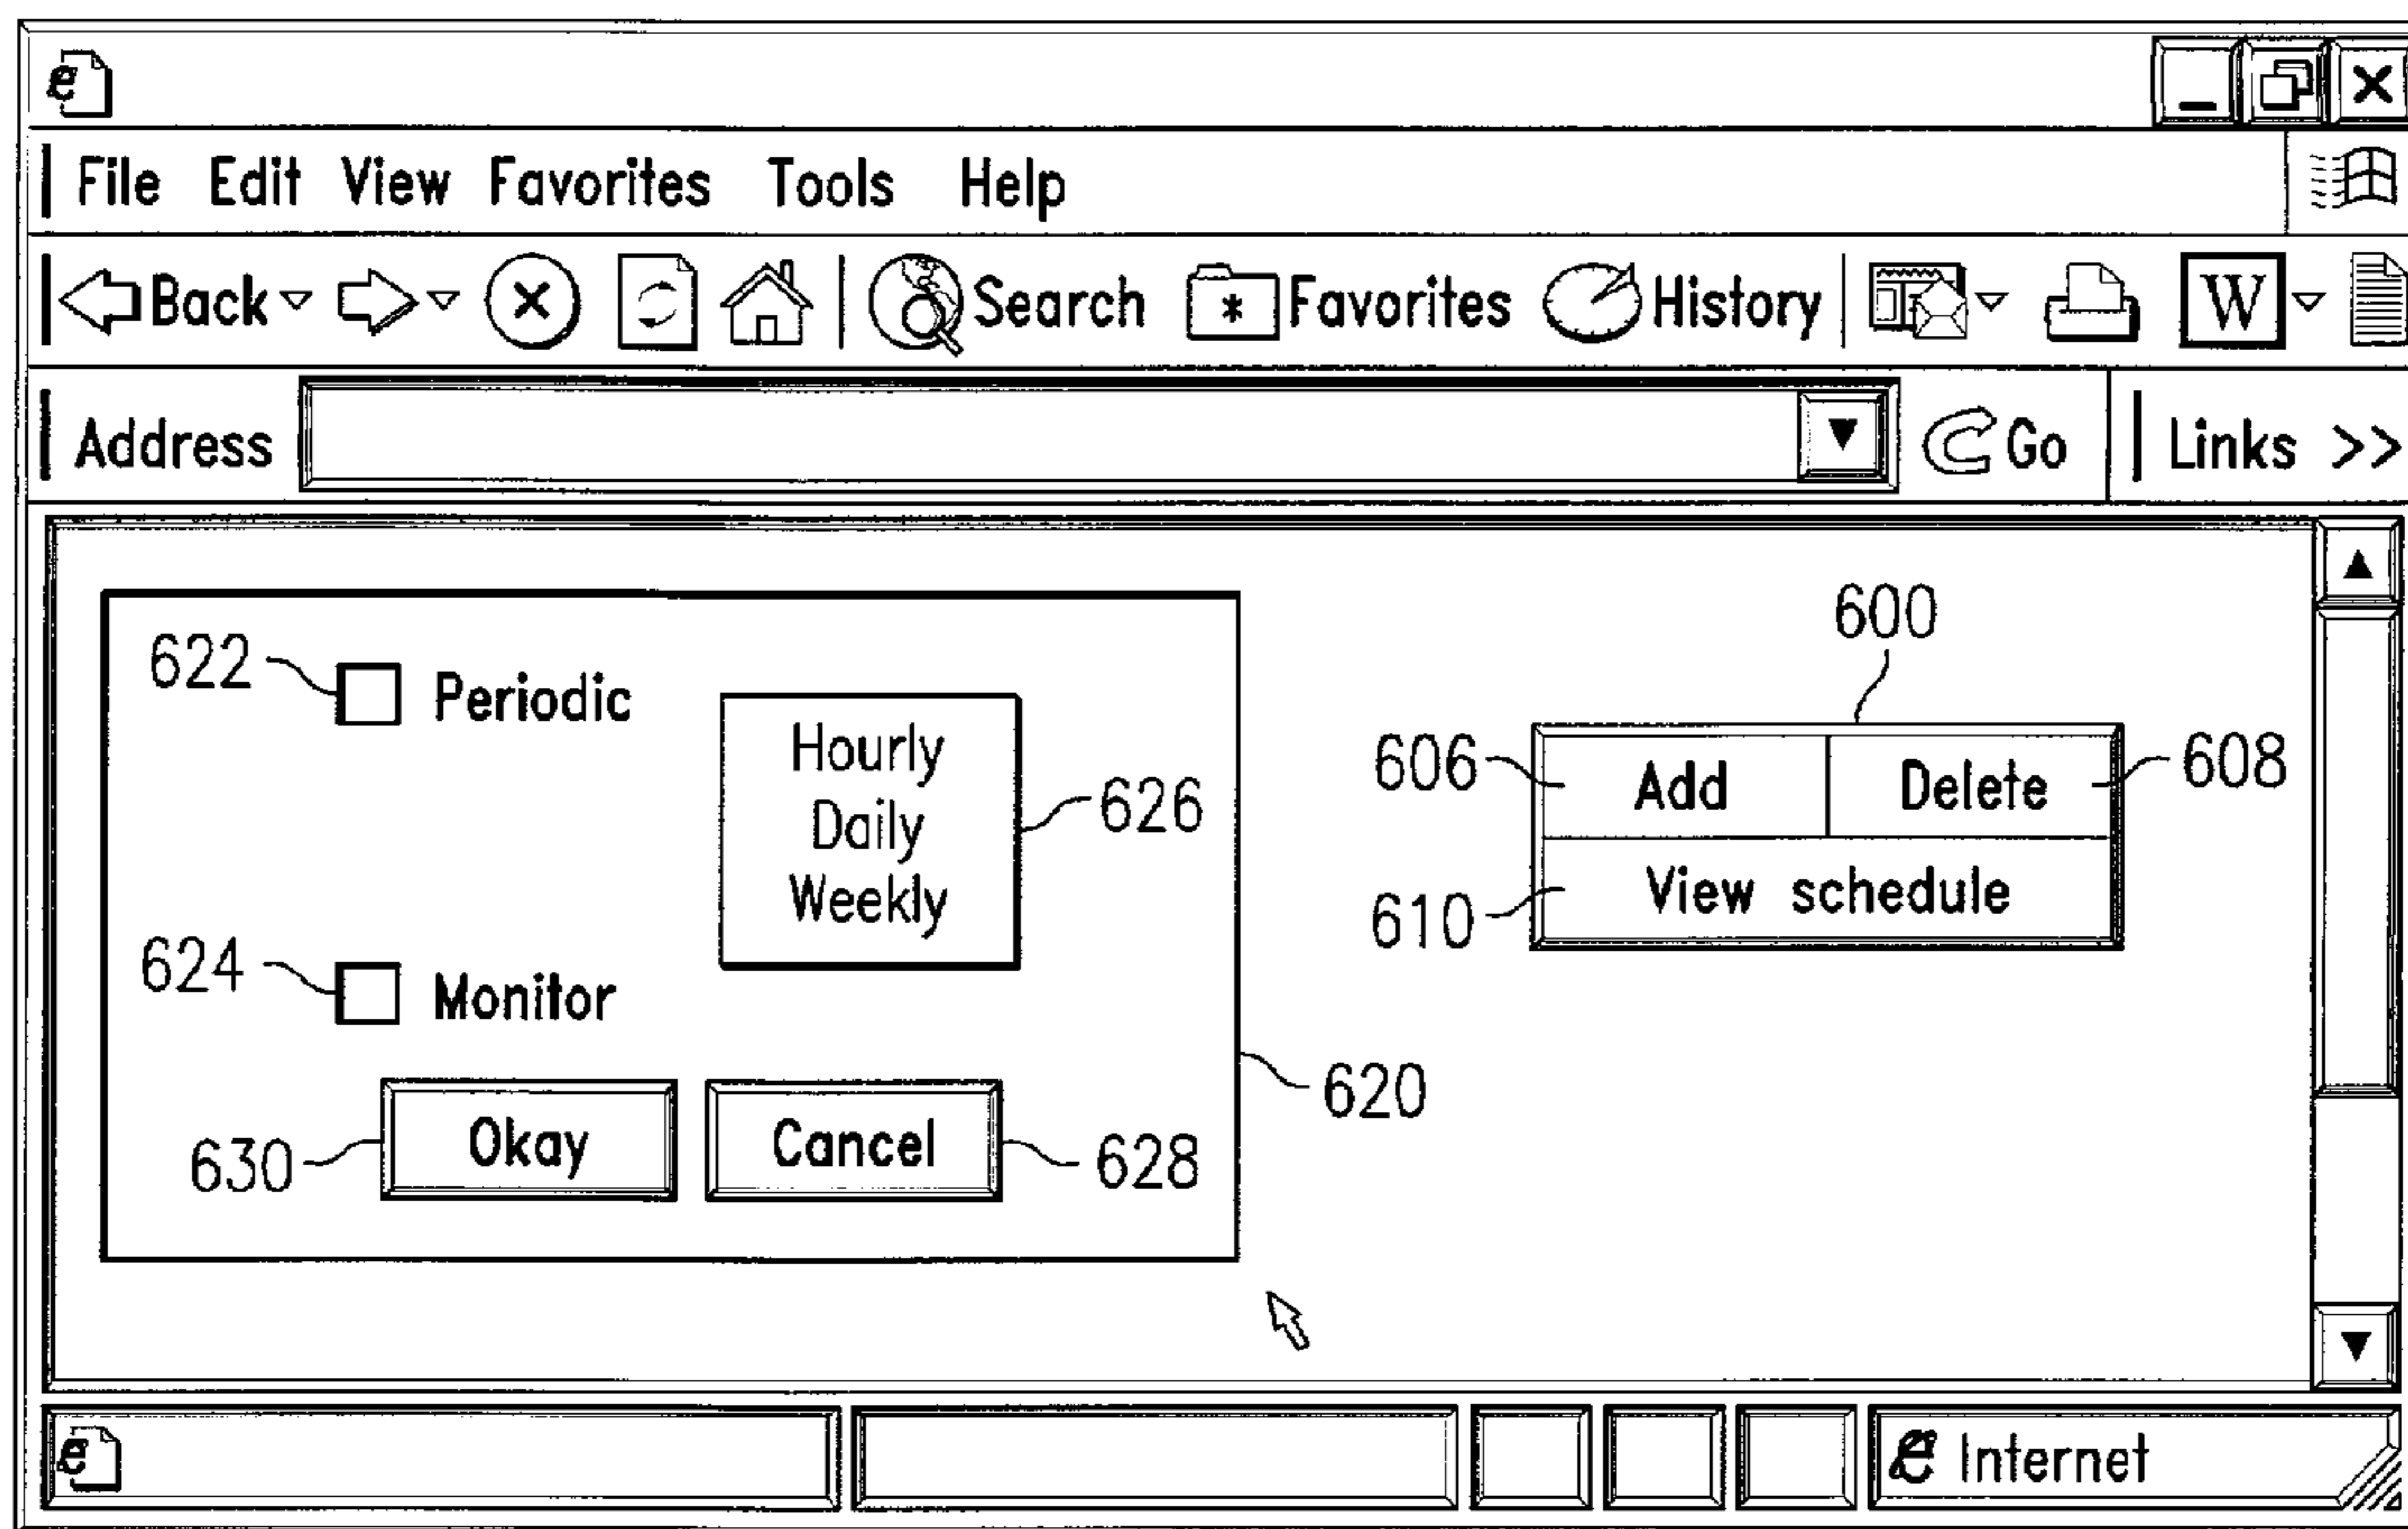 File Edit View Favorites Tools Help
Back Search Favorites History W
Address Go Links >>
600
622 Periodic
Hourly
Daily
Weekly
626
606 Add Delete 608
610 View schedule
624 Monitor
620
630 Okay Cancel 628
Internet